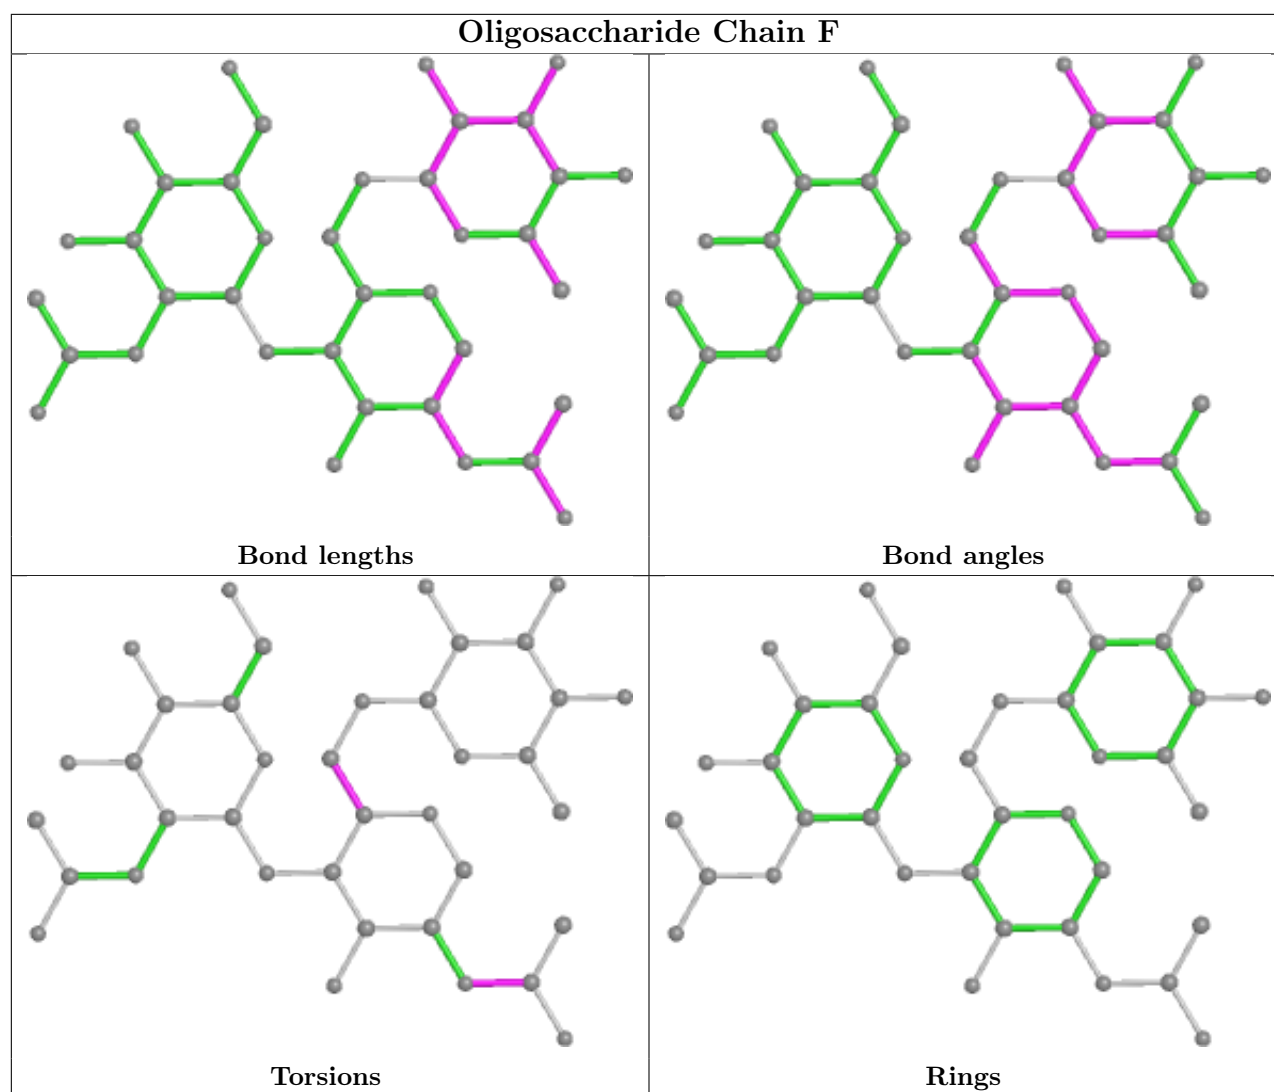 Oligosaccharide Chain F
Bond lengths
Bond angles
Torsions
Rings